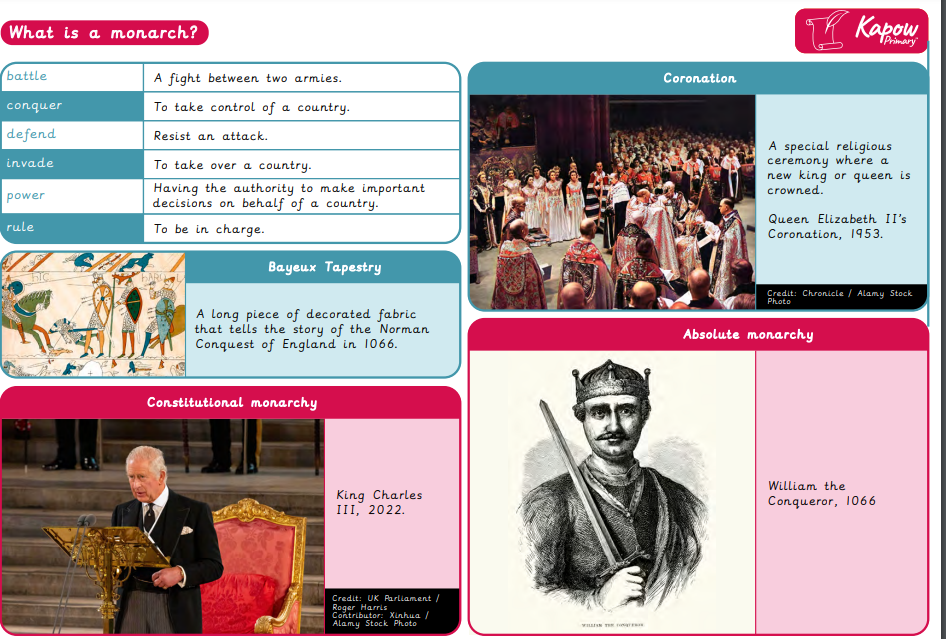 What is a monarch?
Kapow
Primary
battle
A fight between two armies.
conquer
To take control of a country.
defend
Resist an attack.
invade
To take over a country.
power
Having the authority to make important
decisions on behalf of a country.
rule
To be in charge.
Bayeux Tapestry
A long piece of decorated fabric
that tells the story of the Norman
Conquest of England in 1066.
Constitutional monarchy
King Charles
III, 2022.
Credit: UK Parliament /
Roger Harris
Contributor: Xinhua /
Alamy Stock Photo
Coronation
A special religious
ceremony where a
new king or queen is
crowned.
Queen Elizabeth II's
Coronation, 1953.
Credit: Chronicle / Alamy Stock
Photo
Absolute monarchy
William the
Conqueror, 1066
WILLIAM THE CONQUEROR